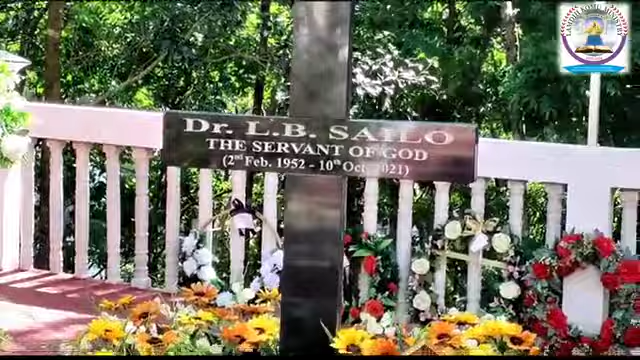 Dr. L.B. SAILO
THE SERVANT OF GOD
(2nd Feb. 1952 - 10th Oct. 2021)